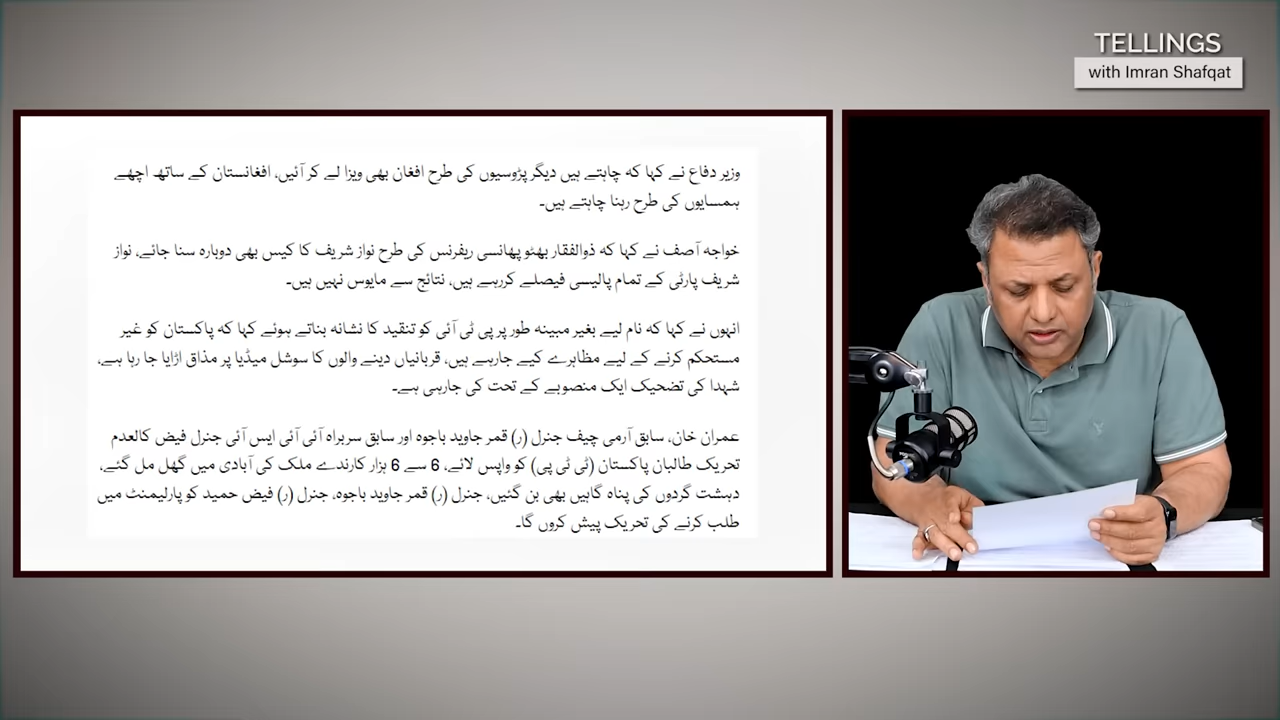 TELLINGS
with Imran Shafqat
وزیر دفاع نے کہا کہ چاہتے ہیں دیگر پڑوسیوں کی طرح افغان بھی ویزا لے کر آئیں، افغانستان کے ساتھ اچھے
ہمسایوں کی طرح رہنا چاہتے ہیں۔
خواجہ آصف نے کہا کہ ذوالفقار بھٹو پھانسی ریفرنس کی طرح نواز شریف کا کیس بھی دوبارہ سنا جائے، نواز
شریف پارٹی کے تمام پالیسی فیصلے کررہے ہیں، نتائج سے مایوس نہیں ہیں۔
انہوں نے کہا کہ نام لیے بغیر مبینہ طور پر پی ٹی آئی کو تنقید کا نشانہ بناتے ہوئے کہا کہ پاکستان کو غیر
مستحکم کرنے کے لیے مظاہرے کیے جارہے ہیں، قربانیاں دینے والوں کا سوشل میڈیا پر مذاق اڑایا جا رہا ہے،
شہدا کی تضحیک ایک منصوبے کے تحت کی جارہی ہے۔
عمران خان، سابق آرمی چیف جنرل (ر) قمر جاوید باجوہ اور سابق سربراہ آئی آئی ایس آئی جنرل فیض کالعدم
تحریک طالبان پاکستان (ٹی ٹی پی) کو واپس لائے، 6 سے 6 ہزار کارندے ملک کی آبادی میں گھل مل گئے،
دہشت گردوں کی پناہ گاہیں بھی بن گئیں، جنرل (ر) قمر جاوید باجوہ، جنرل (ر) فیض حمید کو پارلیمنٹ میں
طلب کرنے کی تحریک پیش کروں گا۔